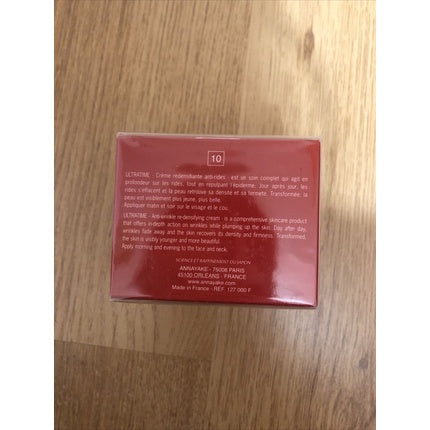 10
ULTRATIME - Crème redensifiante anti-rides - est un soin complet qui agit en
profondeur sur les rides, tout en repulpant l'épiderme. Jour après jour, les
rides s'effacent et la peau retrouve sa densité et sa fermeté. Transformée, la
peau est visiblement plus jeune, plus belle.
Appliquer matin et soir sur le visage et le cou.
ULTRATIME - Anti-wrinkle re-densifying cream - is a comprehensive skincare product
that offers in-depth action on wrinkles while plumping up the skin. Day after day,
wrinkles fade away and the skin recovers its density and firmness. Transformed,
the skin is visibly younger and more beautiful.
Apply morning and evening to the face and neck.
SCIENCE ET RAFFINEMENT DU JAPON
ANNAYAKE - 75008 PARIS
45100 ORLÉANS - FRANCE
www.annayake.com
Made in France - RÉF. 127 000 F